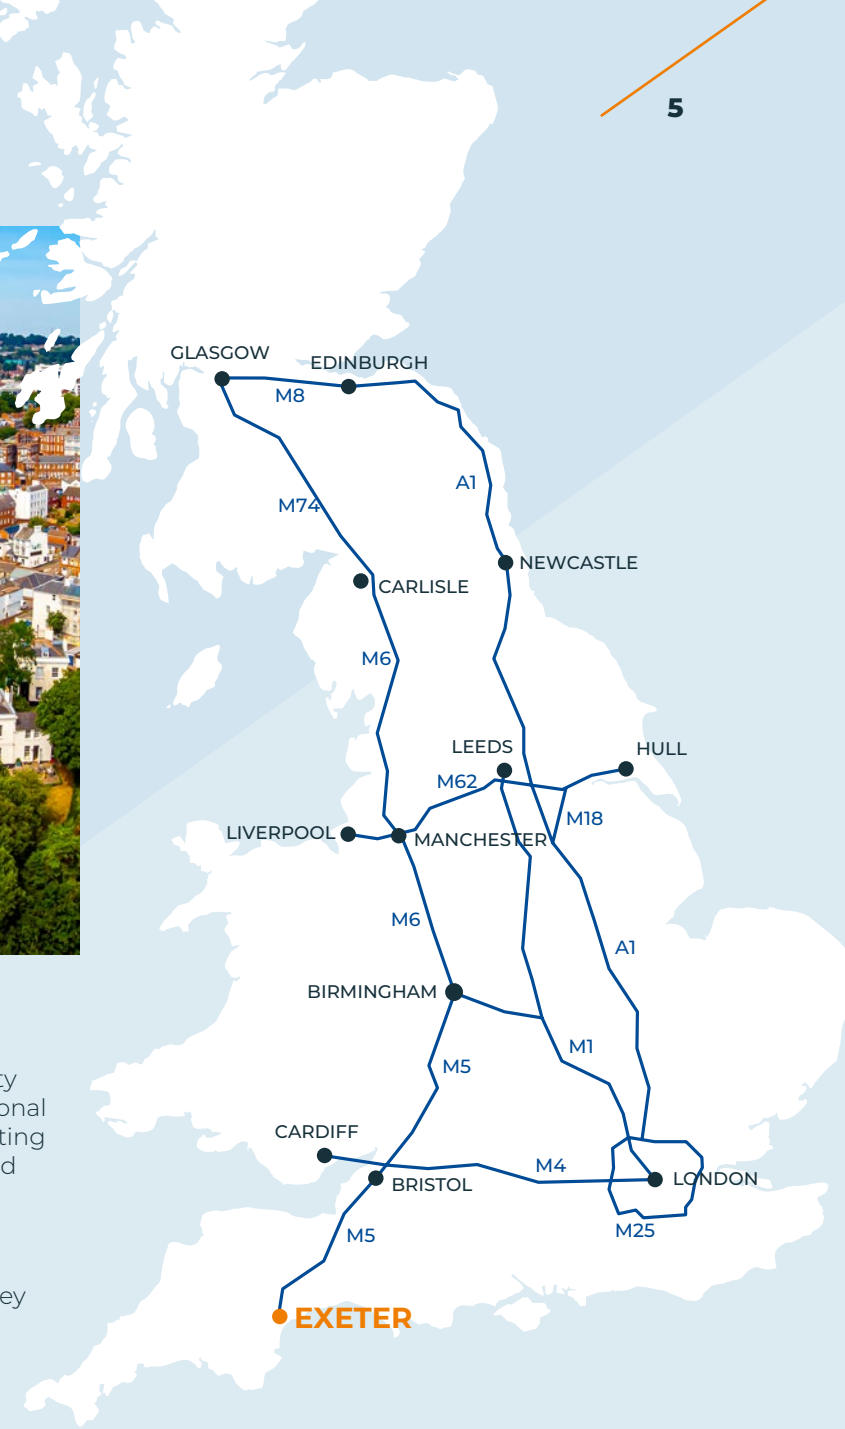 5
GLASGOW
EDINBURGH
M8
A1
M74
NEWCASTLE
CARLISLE
M6
LEEDS
HULL
M62
M18
LIVERPOOL
MANCHESTER
M6
A1
BIRMINGHAM
M1
M5
CARDIFF
M4
LONDON
BRISTOL
M25
M5
EXETER